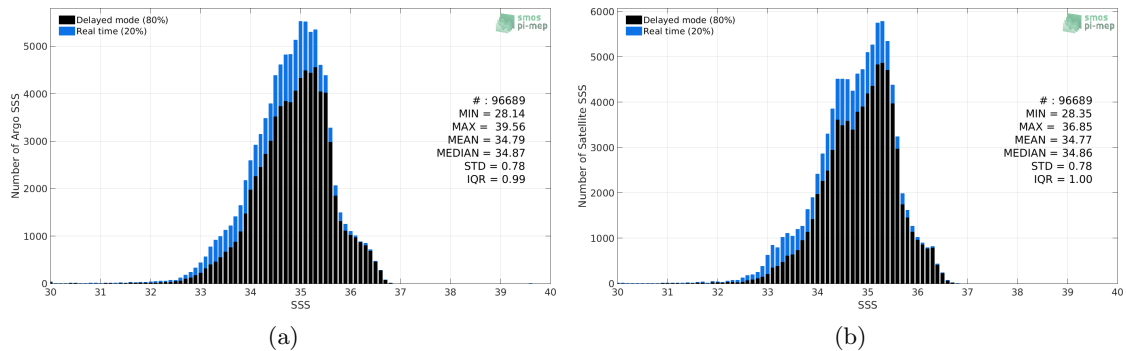 Delayed mode (80%)
Real time (20%)
smos
pi-mep
Number of Argo SSS
5000
4000
3000
2000
1000
0
# : 96689
MIN = 28.14
MAX = 39.56
MEAN = 34.79
MEDIAN = 34.87
STD = 0.78
IQR = 0.99
30 31 32 33 34 35 36 37 38 39 40
SSS
(a)
Delayed mode (80%)
Real time (20%)
smos
pi-mep
Number of Satellite SSS
6000
5000
4000
3000
2000
1000
0
# : 96689
MIN = 28.35
MAX = 36.85
MEAN = 34.77
MEDIAN = 34.86
STD = 0.78
IQR = 1.00
30 31 32 33 34 35 36 37 38 39 40
SSS
(b)